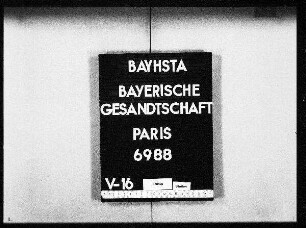 BAYHSTA
BAYERISCHE
GESANDTSCHAFT
PARIS
6988
V-16